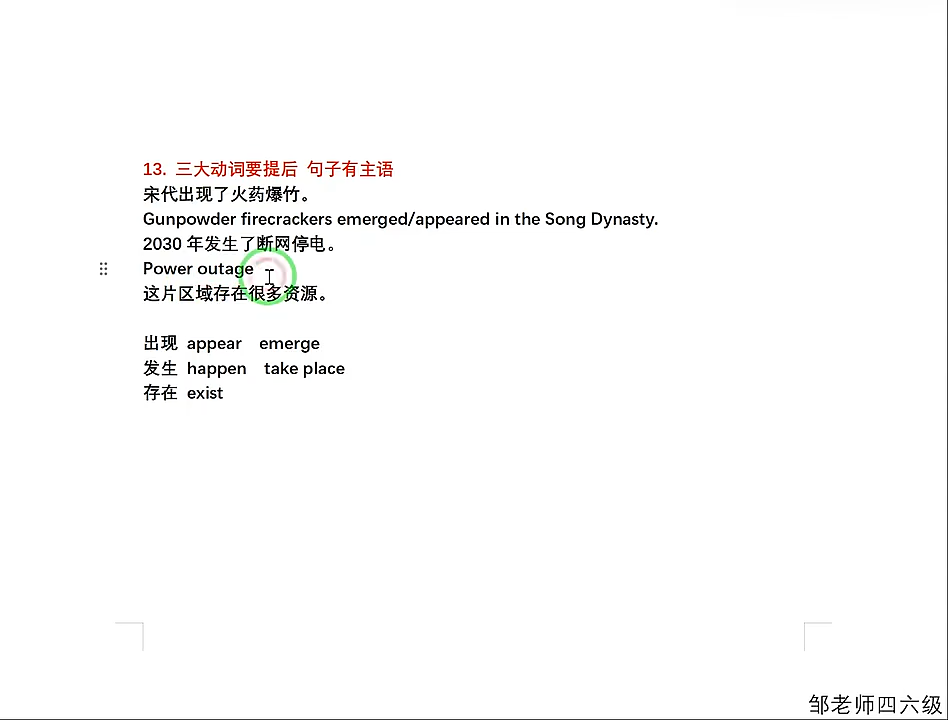 13. 三大动词要提后 句子有主语
宋代出现了火药爆竹。
Gunpowder firecrackers emerged/appeared in the Song Dynasty.
2030 年发生了断网停电。
Power outage
这片区域存在很多资源。
出现 appear emerge
发生 happen take place
存在 exist
邹老师四六级